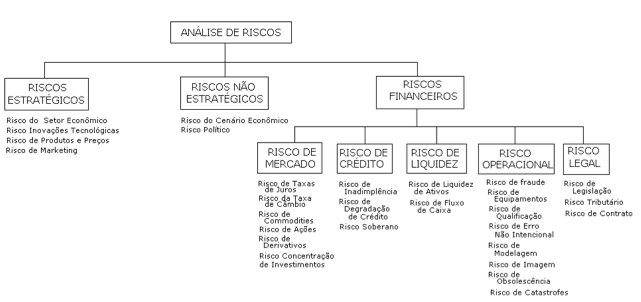 ANÁLISE DE RISCOS
RISCOS
ESTRATÉGICOS
Risco do Setor Econômico
Risco Inovações Tecnológicas
Risco de Produtos e Preços
Risco de Marketing
RISCOS NÃO
ESTRATÉGICOS
Risco do Cenário Econômico
Risco Político
RISCOS
FINANCEIROS
RISCO DE
MERCADO
Risco de Taxas
de Juros
Risco da Taxa
de Câmbio
Risco de
Commodities
Risco de Ações
Risco de
Derivativos
Risco Concentração
de Investimentos
RISCO DE
CRÉDITO
Risco de
Inadimplência
Risco de
Degradação
de Crédito
Risco Soberano
RISCO DE
LIQUIDEZ
Risco de Liquidez
de Ativos
Risco de Fluxo
de Caixa
RISCO
OPERACIONAL
Risco de fraude
Risco de
Equipamentos
Risco de
Qualificação
Risco de Erro
Não Intencional
Risco de
Modelagem
Risco de Imagem
Risco de
Obsolescência
Risco de Catastrofes
RISCO
LEGAL
Risco de
Legislação
Risco Tributário
Risco de Contrato